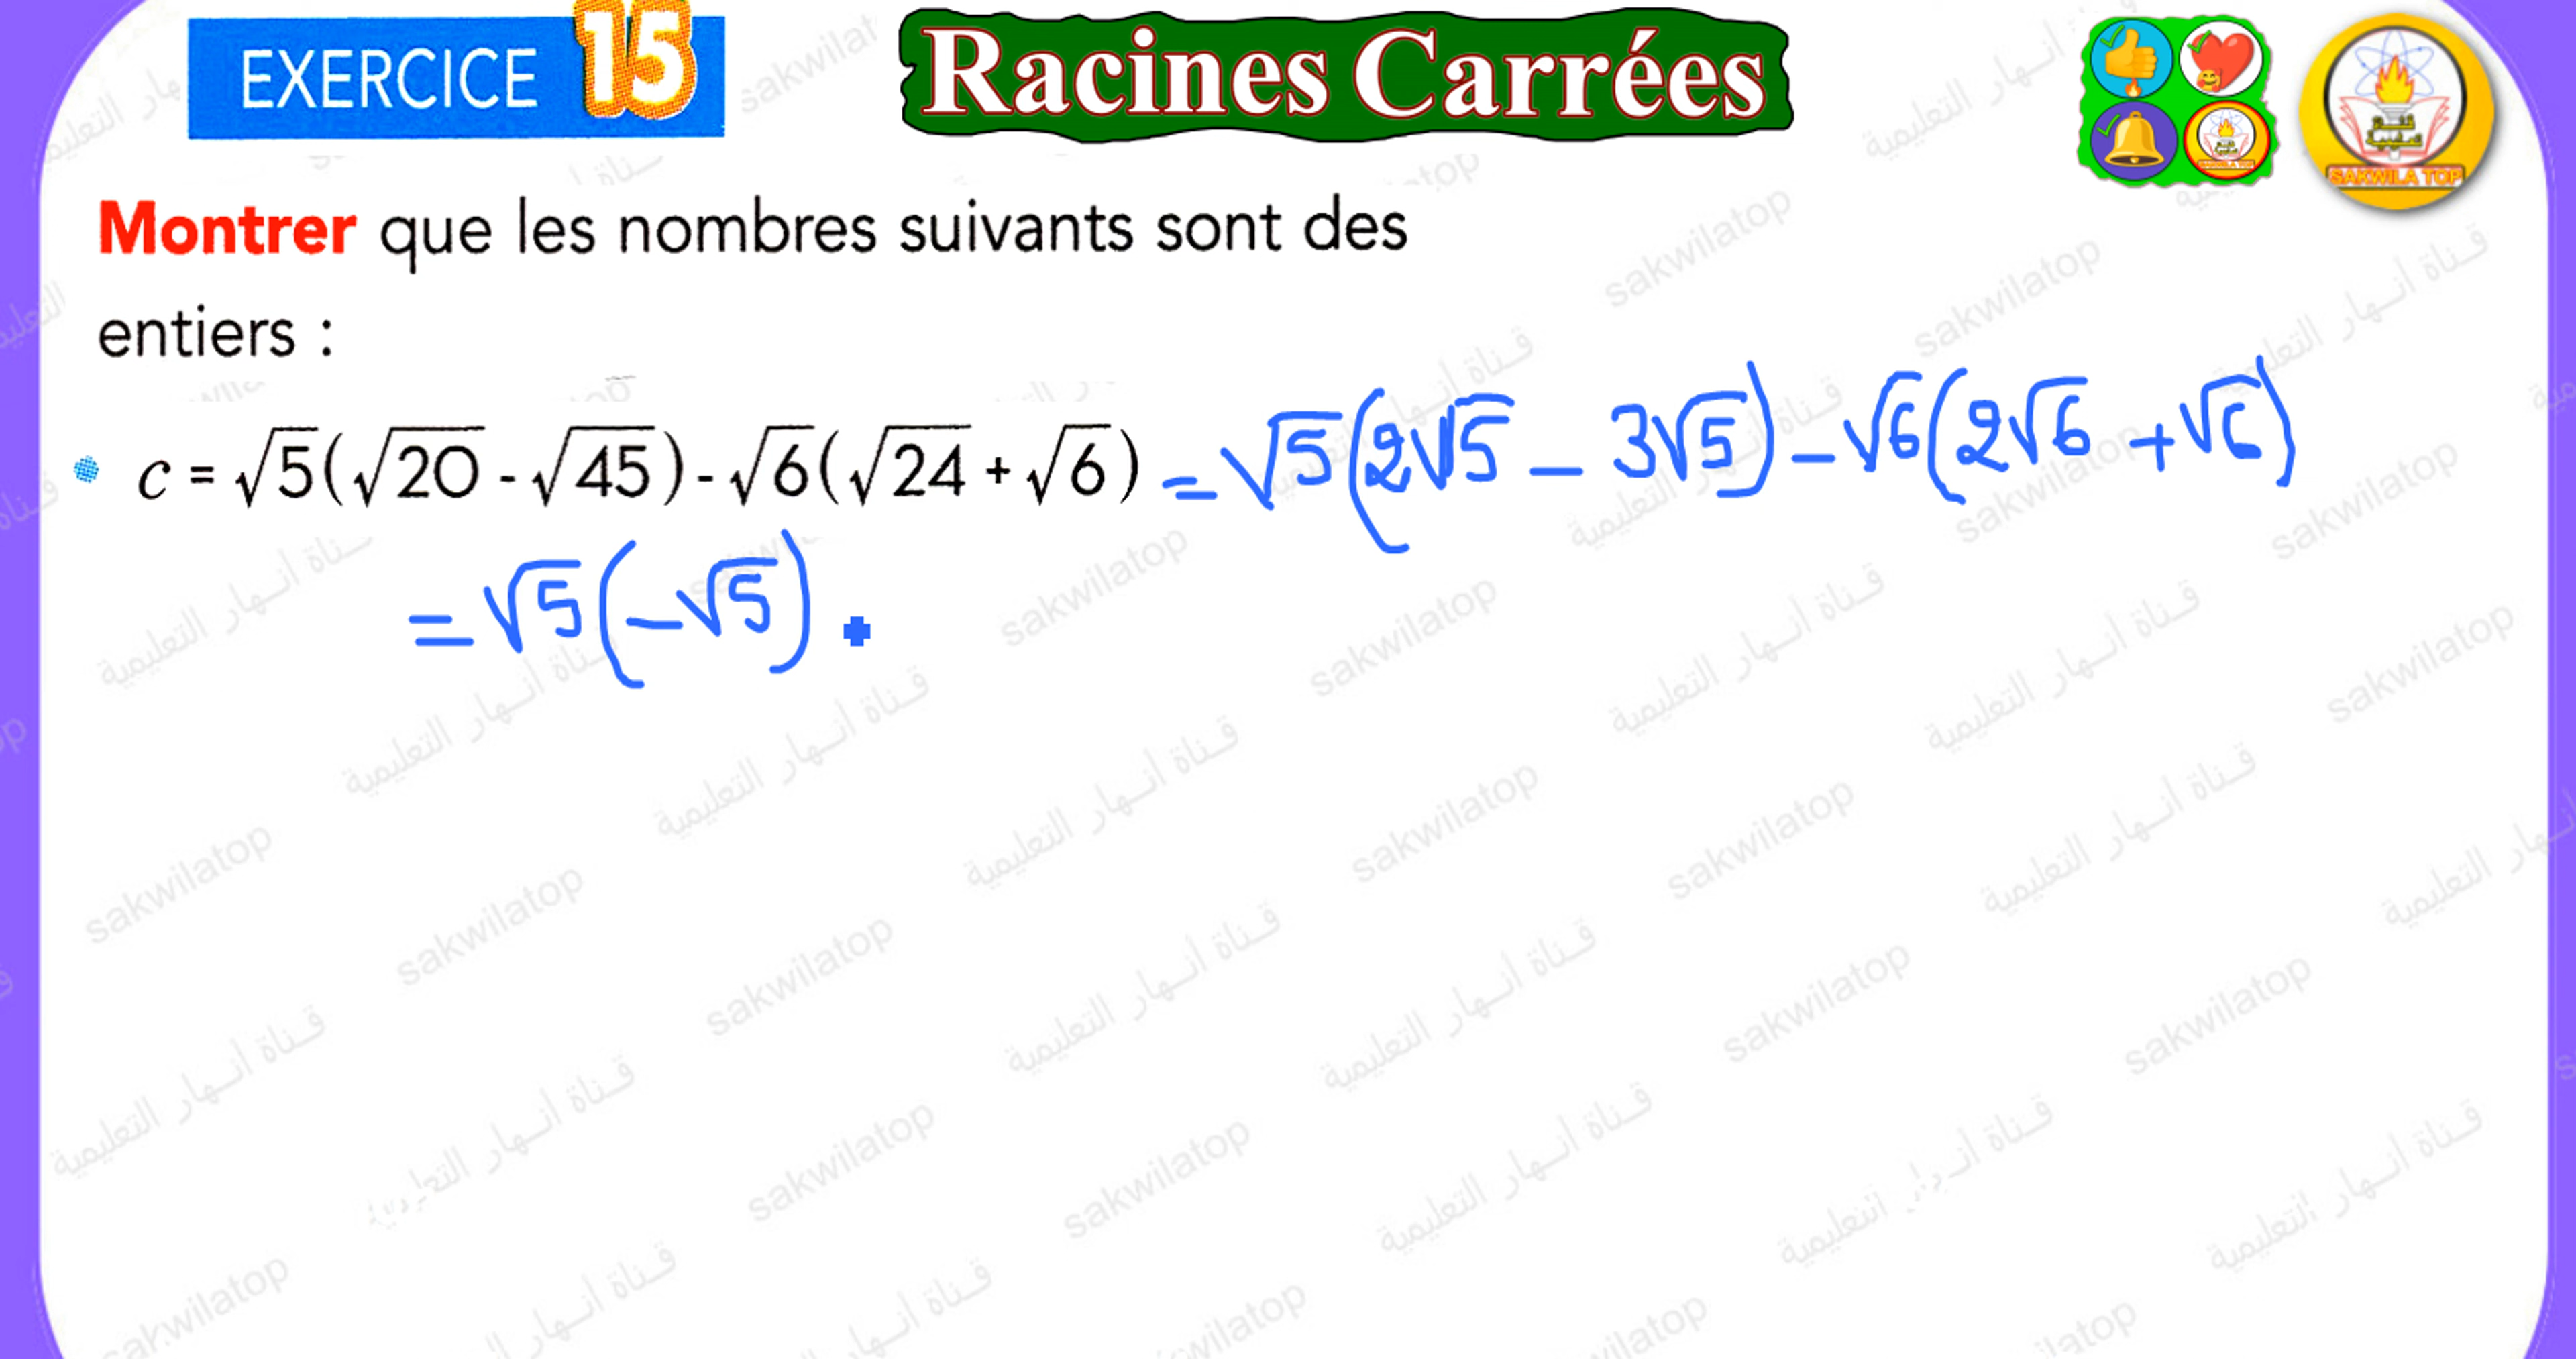 EXERCICE 15
Racines Carrées
SAKWILA TOP
Montrer que les nombres suivants sont des
entiers :
c = √5(√20 - √45) - √6(√24 + √6) = √5(2√5 - 3√5) - √6(2√6 + √6)
= √5(-√5)
sakwilatop
قناة أنهار التعليمية